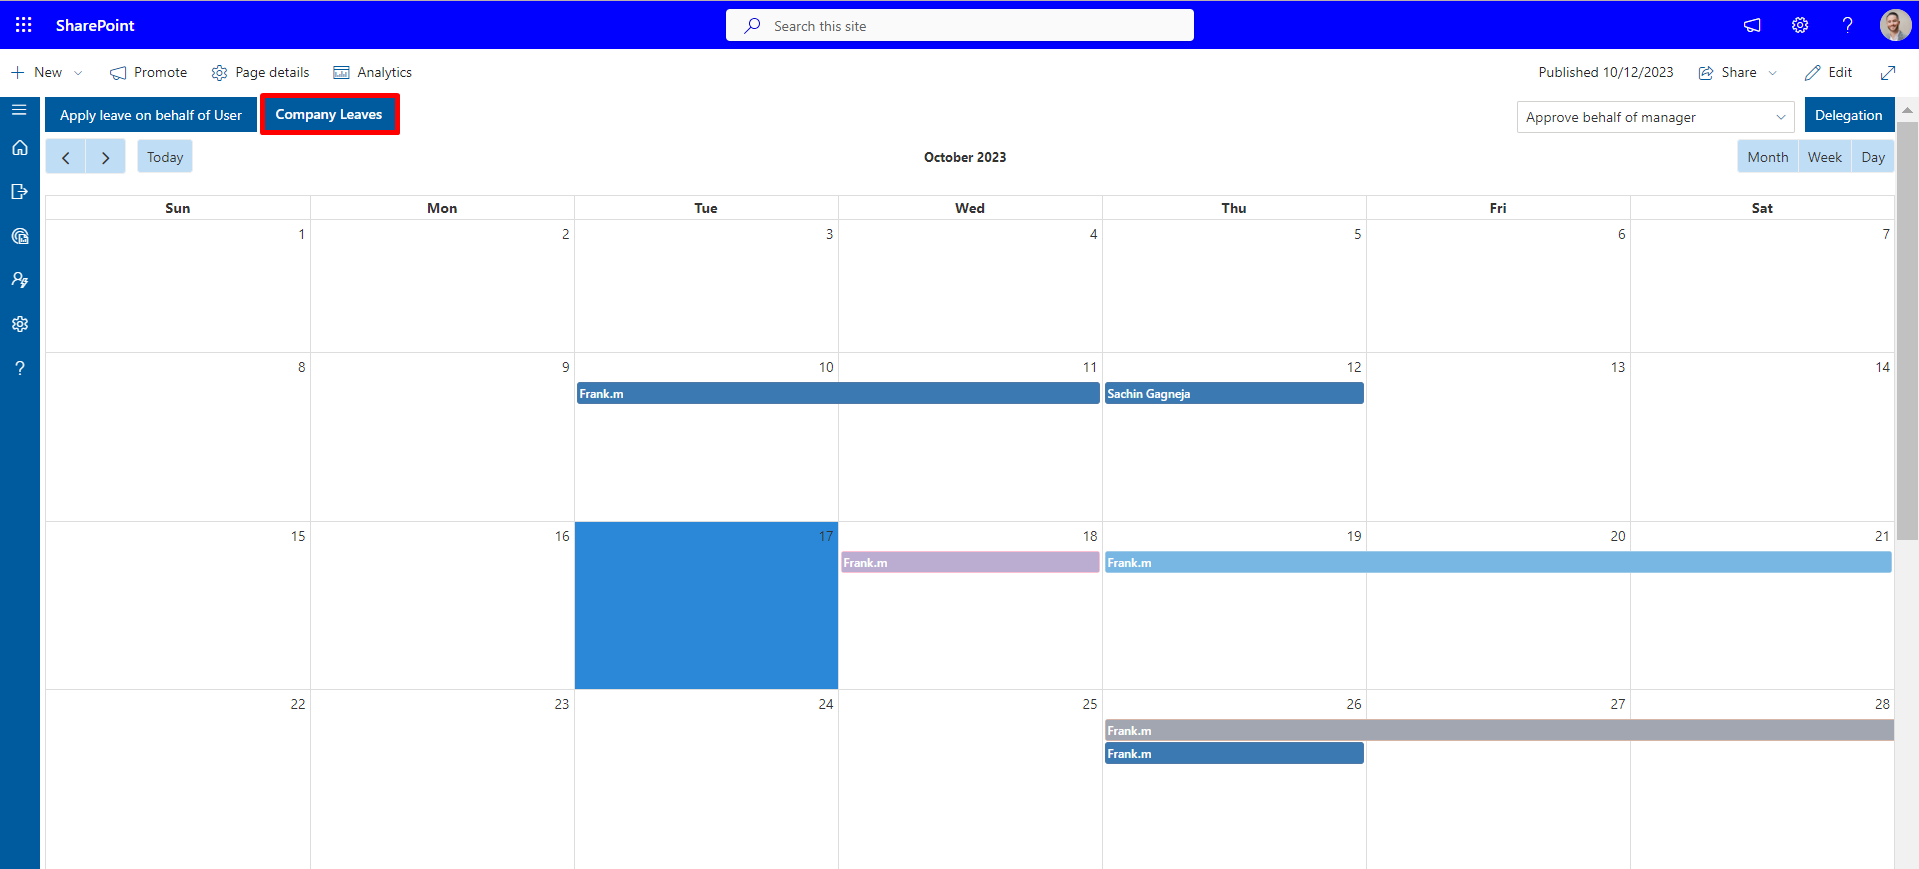 SharePoint
Search this site
New
Promote
Page details
Analytics
Published 10/12/2023
Share
Edit
Apply leave on behalf of User
Company Leaves
Approve behalf of manager
Delegation
Today
October 2023
Month Week Day
Sun Mon Tue Wed Thu Fri Sat
1 2 3 4 5 6 7
8 9 10 11 12 13 14
Frank.m
Sachin Gagneja
15 16 17 18 19 20 21
Frank.m
Frank.m
22 23 24 25 26 27 28
Frank.m
Frank.m